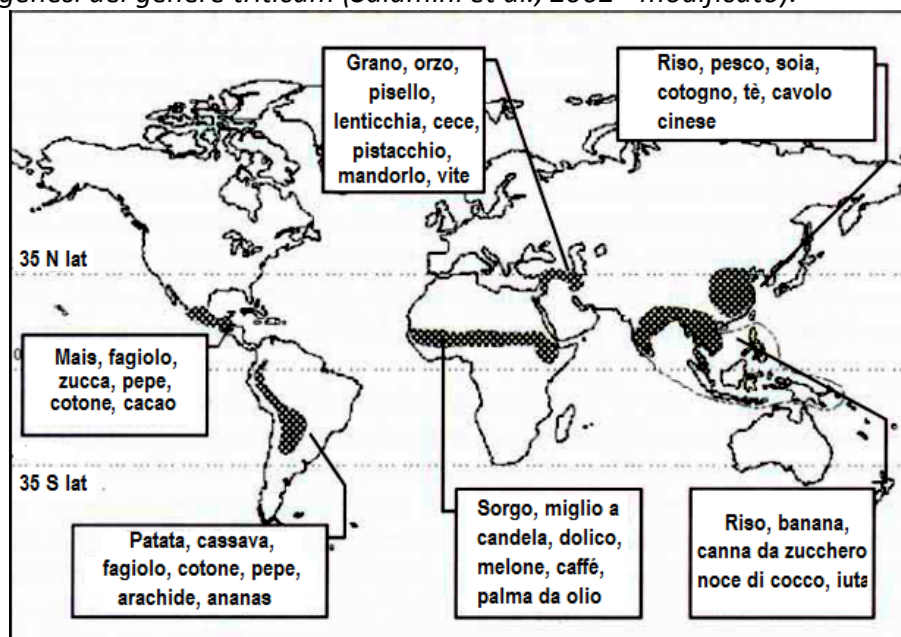 genesi del genere triticum (Salamini et al., 2002 - modificato).
Grano, orzo,
pisello,
lenticchia, cece,
pistacchio,
mandorlo, vite
Riso, pesco, soia,
cotogno, tè, cavolo
cinese
35 N lat
Mais, fagiolo,
zucca, pepe,
cotone, cacao
0
35 S lat
Patata, cassava,
fagiolo, cotone, pepe,
arachide, ananas
Sorgo, miglio a
candela, dolico,
melone, caffé,
palma da olio
Riso, banana,
canna da zucchero
noce di cocco, iuta